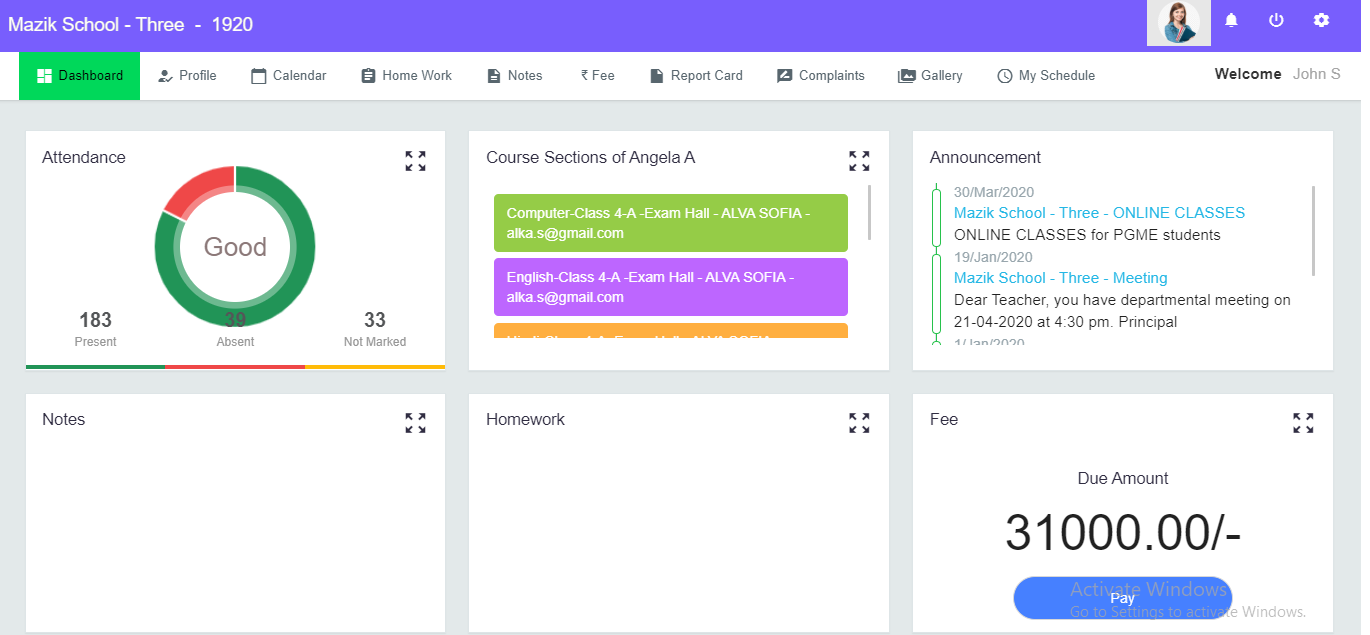 Mazik School - Three - 1920
Dashboard
Profile
Calendar
Home Work
Notes
₹ Fee
Report Card
Complaints
Gallery
My Schedule
Welcome John S
Attendance
Good
183
Present
39
Absent
33
Not Marked
Course Sections of Angela A
Computer-Class 4-A -Exam Hall - ALVA SOFIA -
alka.s@gmail.com
English-Class 4-A -Exam Hall - ALVA SOFIA -
alka.s@gmail.com
Announcement
30/Mar/2020
Mazik School - Three - ONLINE CLASSES
ONLINE CLASSES for PGME students
19/Jan/2020
Mazik School - Three - Meeting
Dear Teacher, you have departmental meeting on
21-04-2020 at 4:30 pm. Principal
1/Jan/2020
Notes
Homework
Fee
Due Amount
31000.00/-
Pay
Activate Windows
Go to Settings to activate Windows.